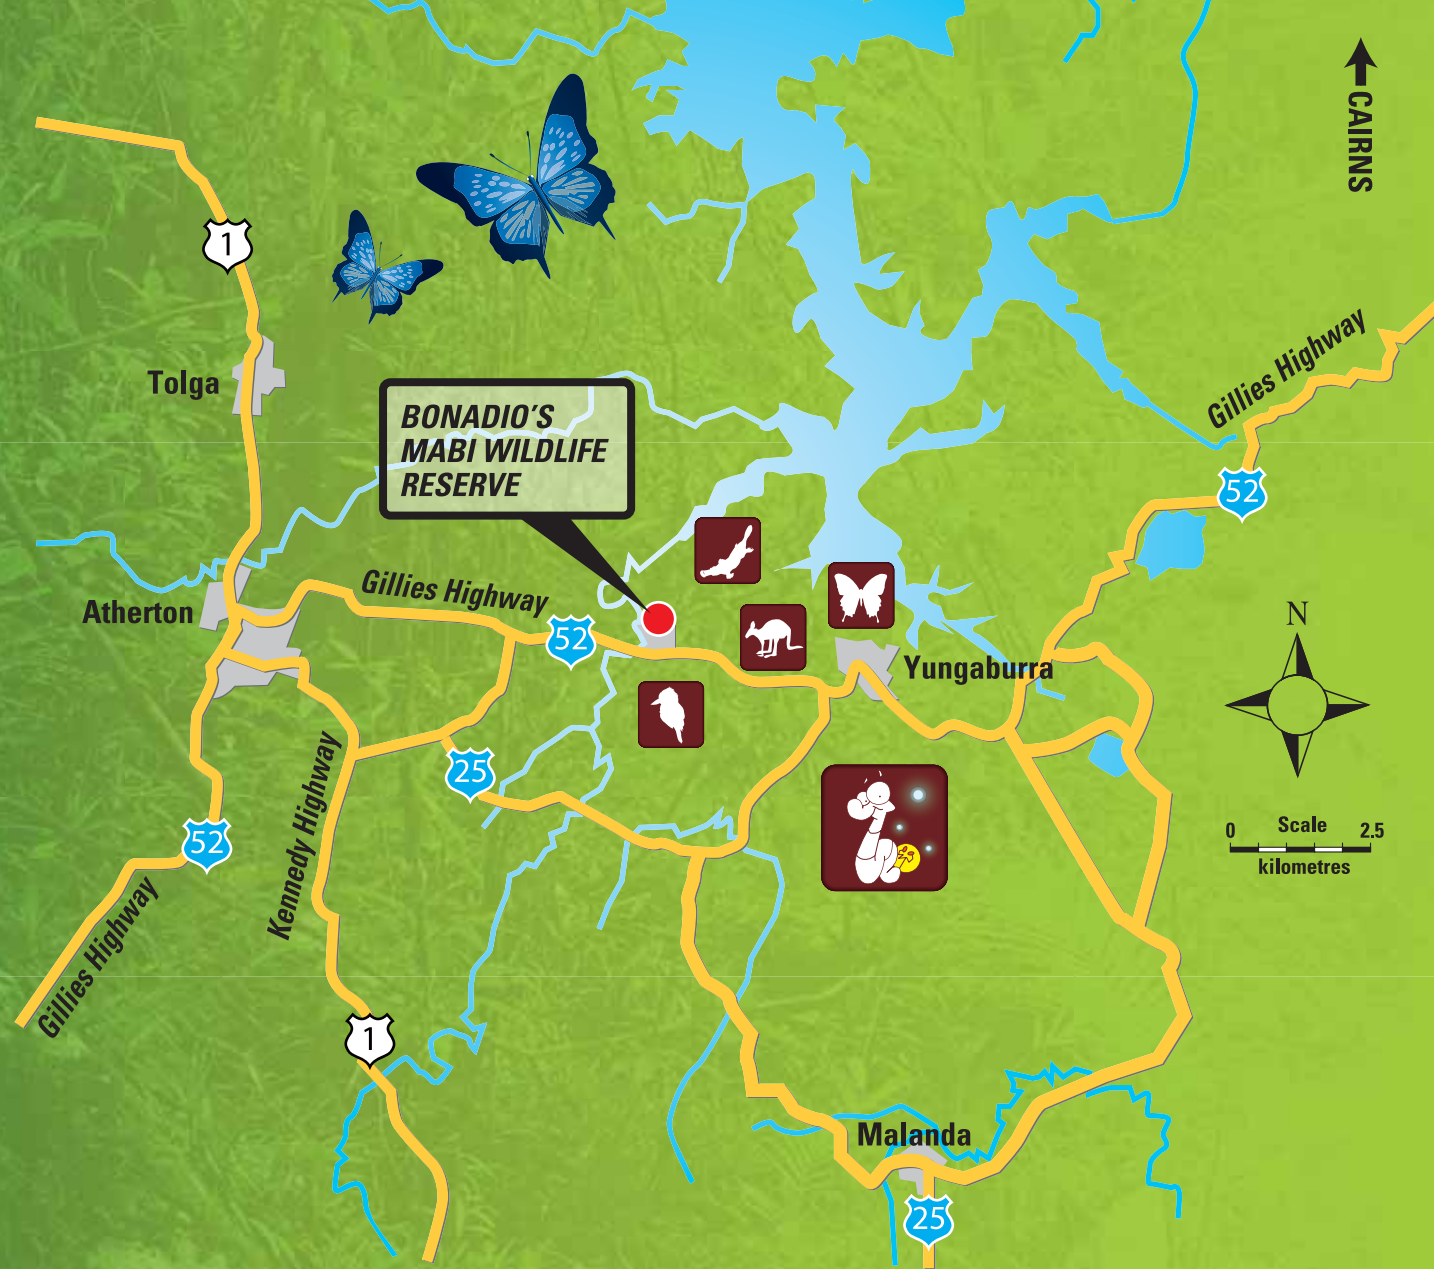 CAIRNS
1
Gillies Highway
Tolga
BONADIO'S
MABI WILDLIFE
RESERVE
52
Gillies Highway
Atherton
52
Yungaburra
N
25
Kennedy Highway
52
0 Scale 2.5
kilometres
Gillies Highway
1
Malanda
25